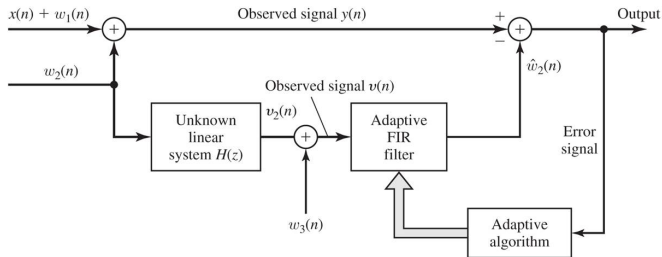 x(n) + w₁(n)
Observed signal y(n)
+
−
+
+
Output
w₂(n)
ŵ₂(n)
Observed signal v(n)
v₂(n)
Unknown
linear
system H(z)
+
Adaptive
FIR
filter
Error
signal
w₃(n)
Adaptive
algorithm